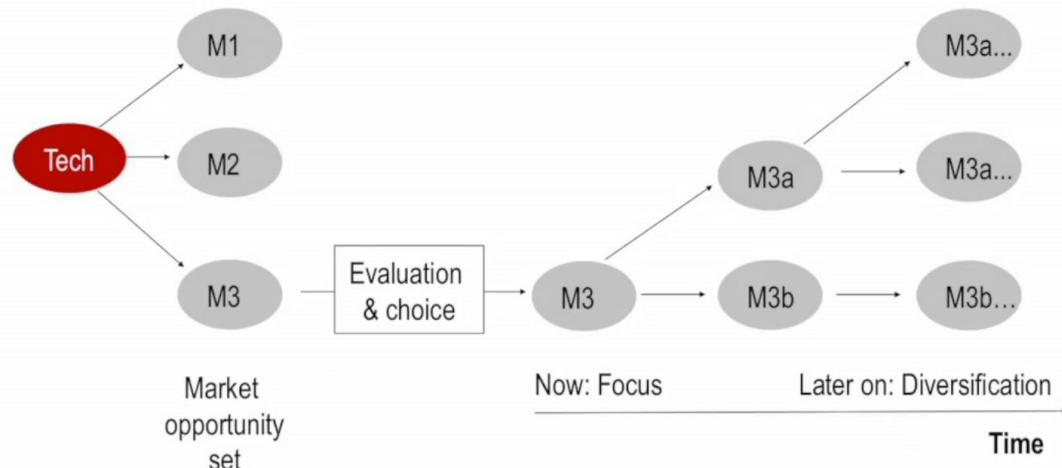 M1
M3a...
Tech
M2
M3a
M3a...
M3
Evaluation
& choice
M3
M3b
M3b...
Market
opportunity
set
Now: Focus
Later on: Diversification
Time